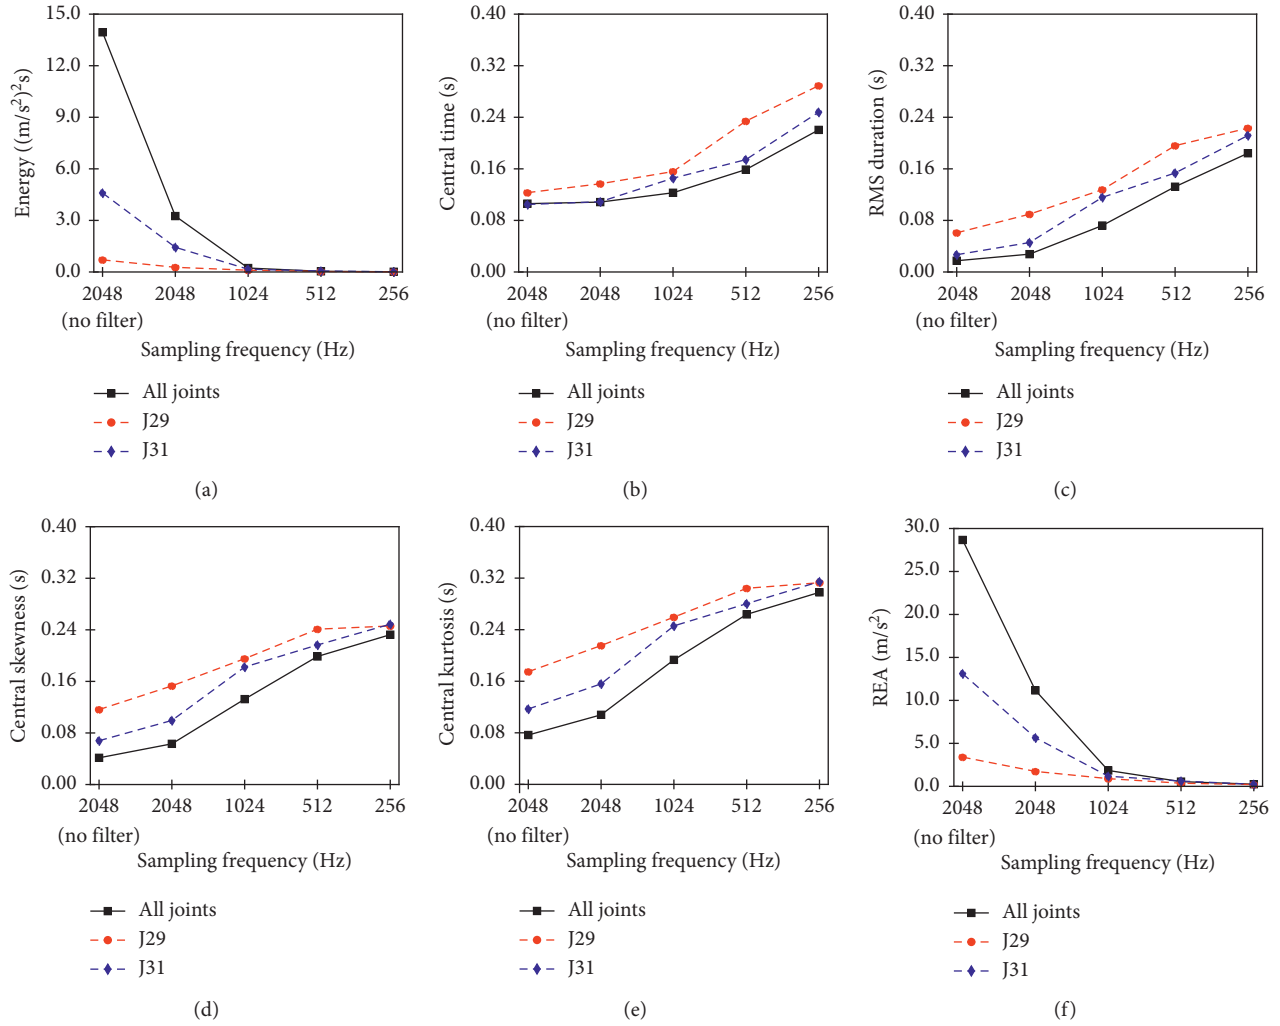 Energy ((m/s²)²s)
15.0
12.0
9.0
6.0
3.0
0.0
2048 2048 1024 512 256
(no filter)
Sampling frequency (Hz)
All joints
J29
J31
(a)
Central time (s)
0.40
0.32
0.24
0.16
0.08
0.00
2048 2048 1024 512 256
(no filter)
Sampling frequency (Hz)
All joints
J29
J31
(b)
RMS duration (s)
0.40
0.32
0.24
0.16
0.08
0.00
2048 2048 1024 512 256
(no filter)
Sampling frequency (Hz)
All joints
J29
J31
(c)
Central skewness (s)
0.40
0.32
0.24
0.16
0.08
0.00
2048 2048 1024 512 256
(no filter)
Sampling frequency (Hz)
All joints
J29
J31
(d)
Central kurtosis (s)
0.40
0.32
0.24
0.16
0.08
0.00
2048 2048 1024 512 256
(no filter)
Sampling frequency (Hz)
All joints
J29
J31
(e)
REA (m/s²)
30.0
25.0
20.0
15.0
10.0
5.0
0.0
2048 2048 1024 512 256
(no filter)
Sampling frequency (Hz)
All joints
J29
J31
(f)